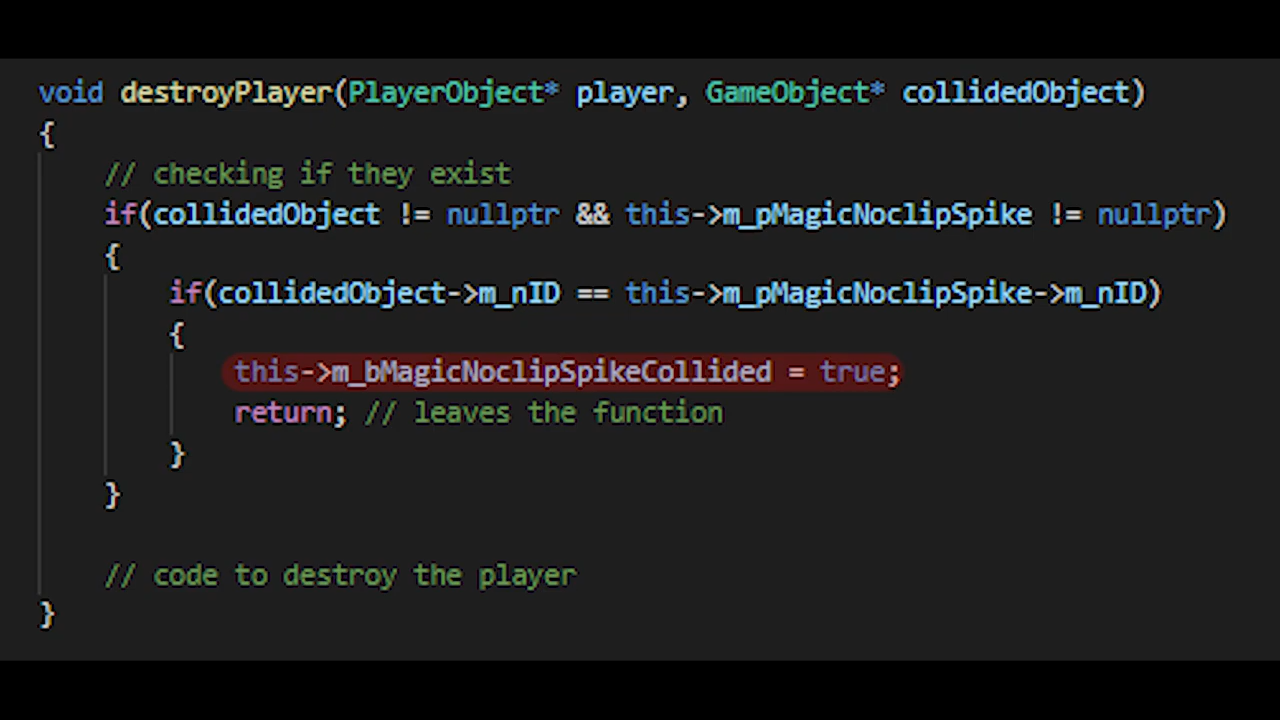 void destroyPlayer(PlayerObject* player, GameObject* collidedObject)
{
// checking if they exist
if(collidedObject != nullptr && this->m_pMagicNoclipSpike != nullptr)
{
if(collidedObject->m_nID == this->m_pMagicNoclipSpike->m_nID)
{
this->m_bMagicNoclipSpikeCollided = true;
return; // leaves the function
}
}
// code to destroy the player
}